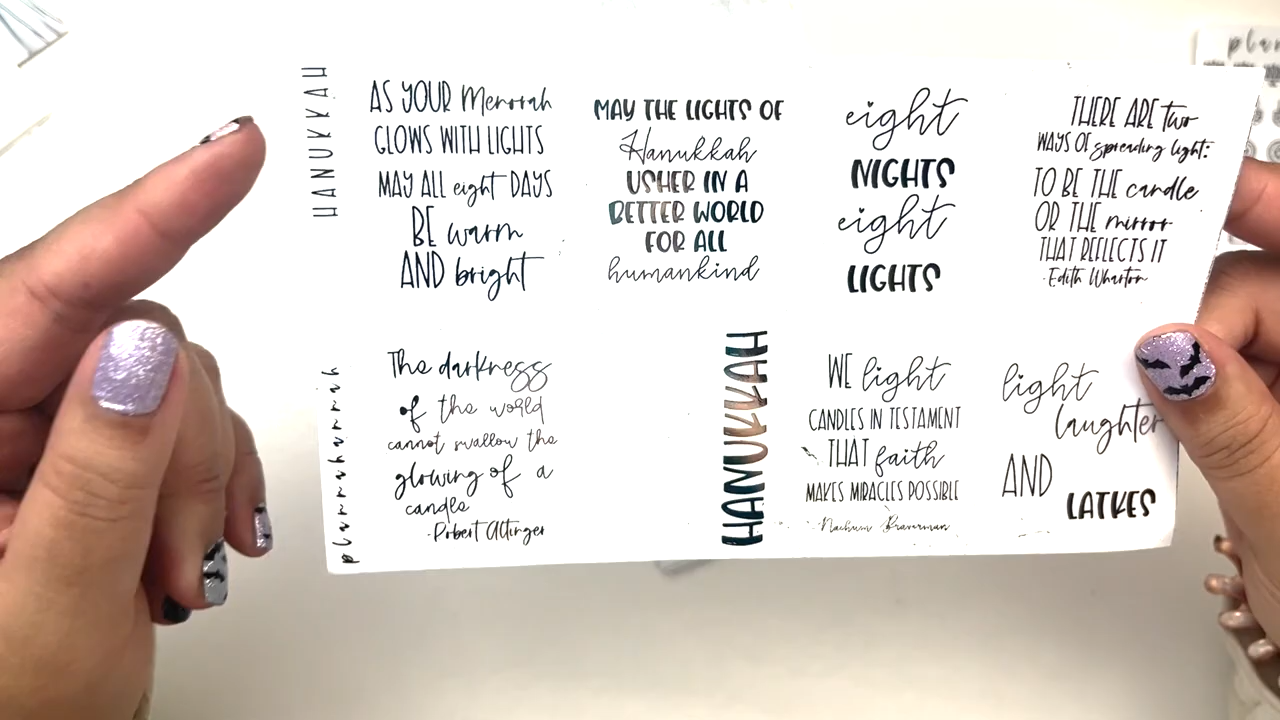 HANUKKAH
AS YOUR Menorah
GLOWS WITH LIGHTS
MAY ALL eight DAYS
BE warm
AND bright
MAY THE LIGHTS OF
Hanukkah
USHER IN A
BETTER WORLD
FOR ALL
humankind
eight
NIGHTS
eight
LIGHTS
THERE ARE two
WAYS OF spreading light:
TO BE THE candle
OR THE mirror
THAT REFLECTS IT
-Edith Wharton
The darkness
of the world
cannot swallow the
glowing of a
candle
-Robert Altinger
HANUKKAH
WE light
CANDLES IN TESTAMENT
THAT faith
MAKES MIRACLES POSSIBLE
-Nachum Braverman
light
laughter
AND
LATKES
plan